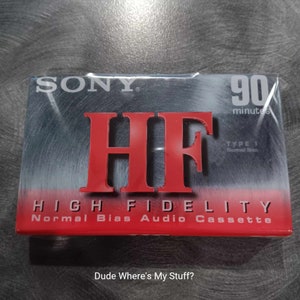 SONY
90
minutes
HF
TYPE I
Normal Bias
HIGH FIDELITY
Normal Bias Audio Cassette
Dude Where's My Stuff?